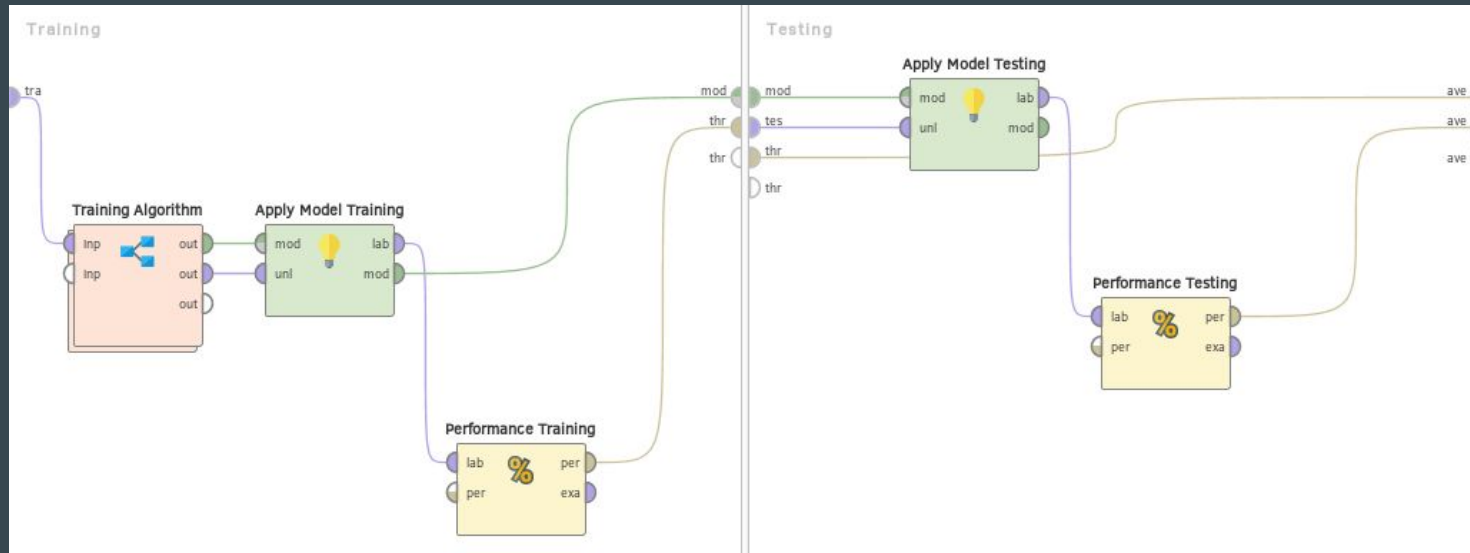 Training
Testing
tra
mod
thr
thr
mod
tes
thr
thr
Apply Model Testing
mod
unl
lab
mod
ave
ave
ave
Training Algorithm
inp
inp
out
out
out
Apply Model Training
mod
unl
lab
mod
Performance Testing
lab
per
%
per
exa
Performance Training
lab
per
%
per
exa